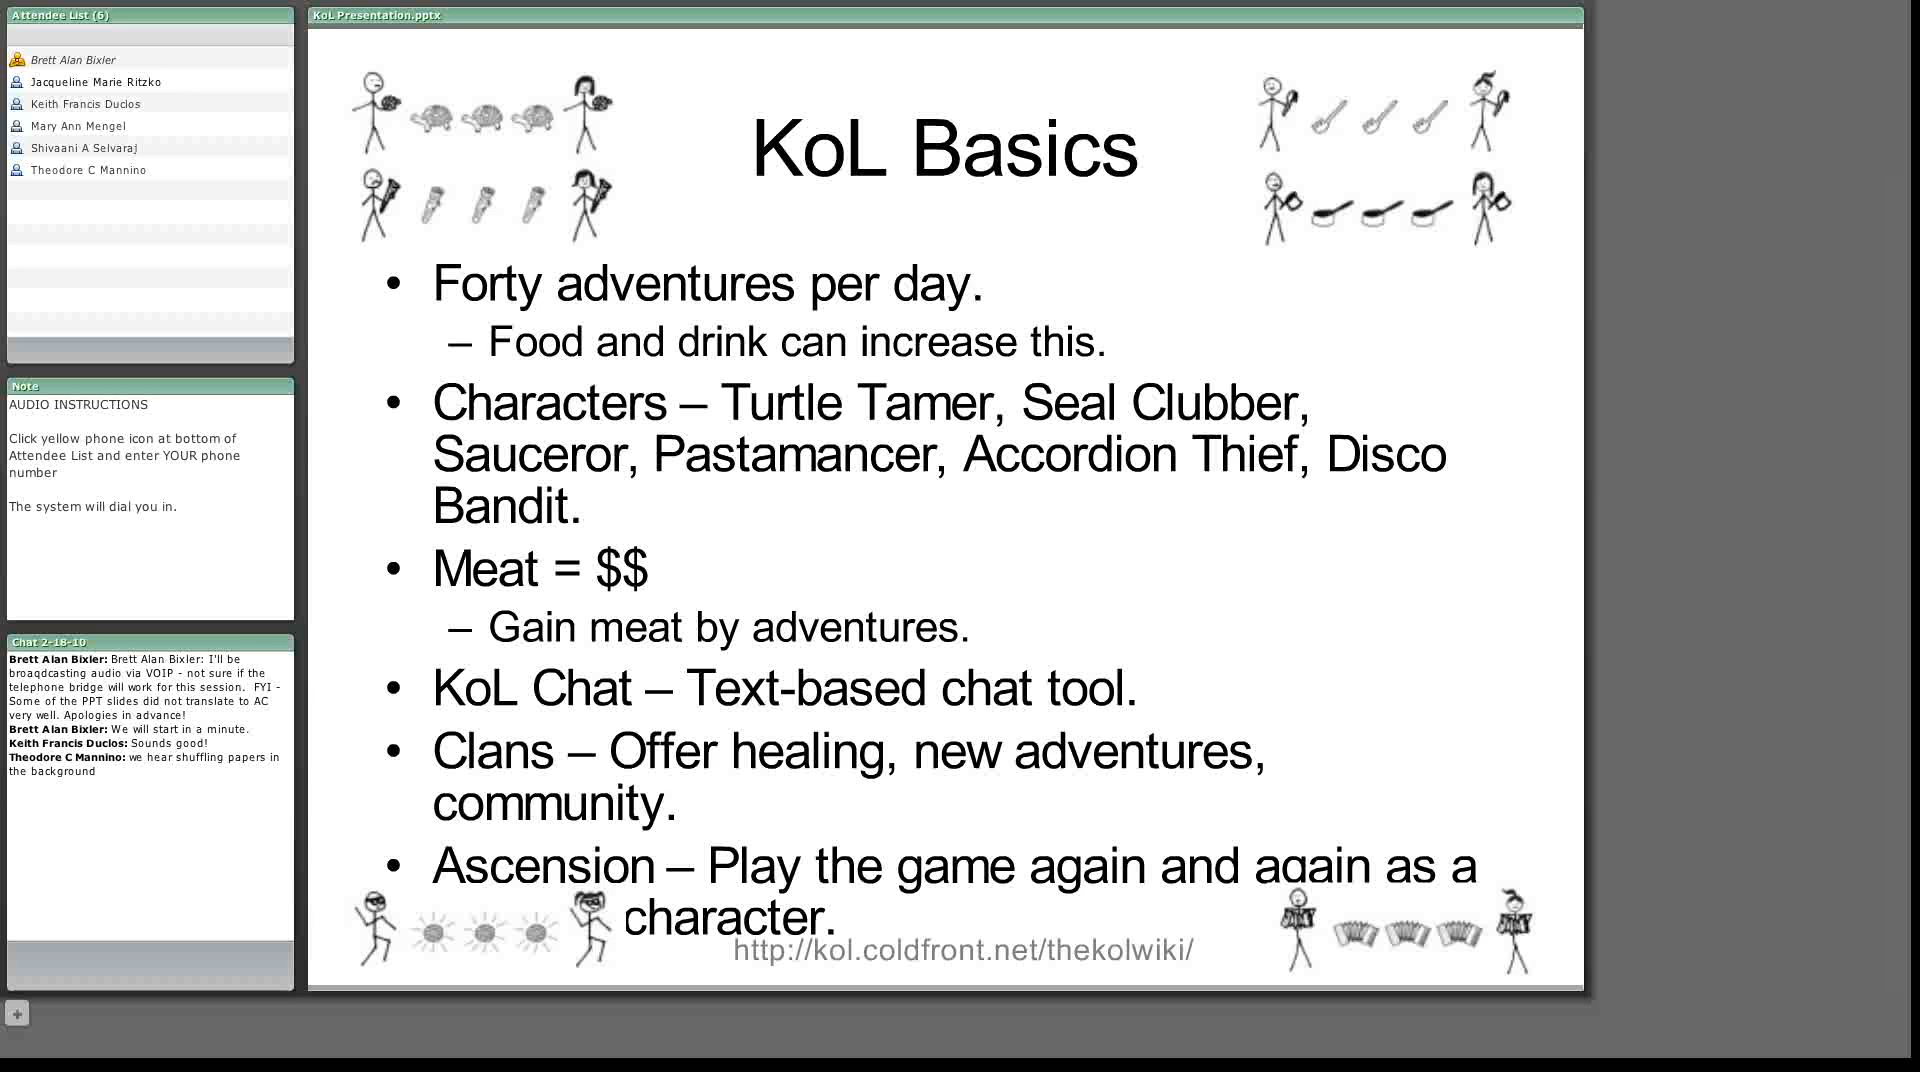 Attendee List (6)
Brett Alan Bixler
Jacqueline Marie Ritzko
Keith Francis Duclos
Mary Ann Mengel
Shivaani A Selvaraj
Theodore C Mannino
Note
AUDIO INSTRUCTIONS
Click yellow phone icon at bottom of
Attendee List and enter YOUR phone
number
The system will dial you in.
Chat 2-18-10
Brett Alan Bixler: Brett Alan Bixler: I'll be
broaqdcasting audio via VOIP - not sure if the
telephone bridge will work for this session. FYI -
Some of the PPT slides did not translate to AC
very well. Apologies in advance!
Brett Alan Bixler: We will start in a minute.
Keith Francis Duclos: Sounds good!
Theodore C Mannino: we hear shuffling papers in
the background
KoL Presentation.pptx
KoL Basics
• Forty adventures per day.
– Food and drink can increase this.
• Characters – Turtle Tamer, Seal Clubber,
Sauceror, Pastamancer, Accordion Thief, Disco
Bandit.
• Meat = $$
– Gain meat by adventures.
• KoL Chat – Text-based chat tool.
• Clans – Offer healing, new adventures,
community.
• Ascension – Play the game again and again as a
character.
http://kol.coldfront.net/thekolwiki/